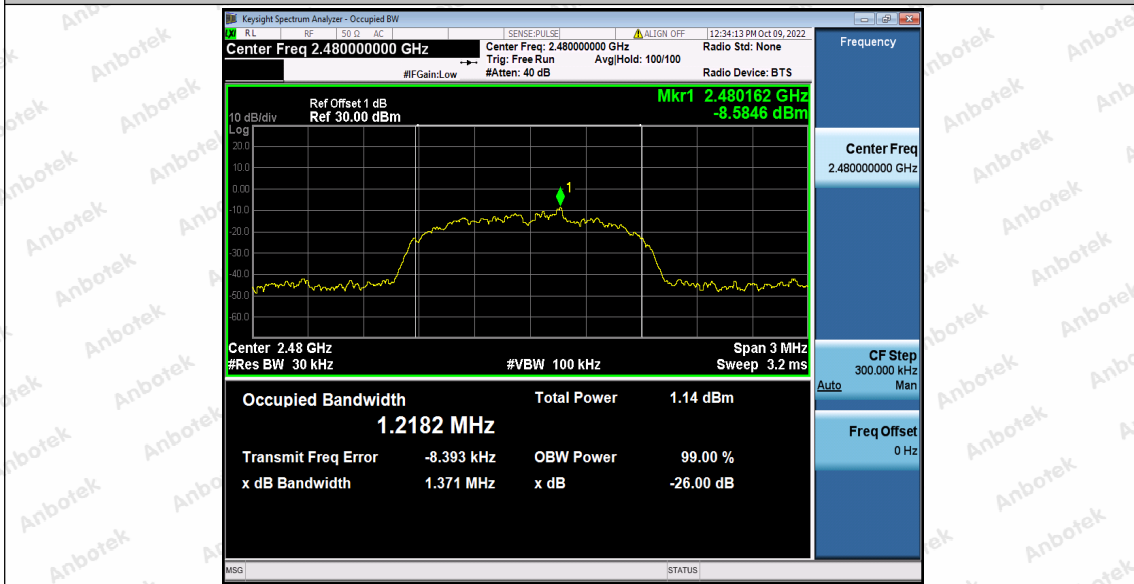 Keysight Spectrum Analyzer - Occupied BW
LXI RL RF 50 Ω AC SENSE:PULSE ALIGN OFF 12:34:13 PM Oct 09, 2022
Center Freq 2.480000000 GHz
Center Freq: 2.480000000 GHz Radio Std: None
Trig: Free Run Avg|Hold: 100/100
#IFGain:Low #Atten: 40 dB Radio Device: BTS
Frequency
Ref Offset 1 dB Mkr1 2.480162 GHz
10 dB/div Ref 30.00 dBm -8.5846 dBm
Log
20.0
10.0
0.00
-10.0
-20.0
-30.0
-40.0
-50.0
-60.0
1
Center 2.48 GHz Span 3 MHz
#Res BW 30 kHz #VBW 100 kHz Sweep 3.2 ms
Occupied Bandwidth Total Power 1.14 dBm
1.2182 MHz
Transmit Freq Error -8.393 kHz OBW Power 99.00 %
x dB Bandwidth 1.371 MHz x dB -26.00 dB
Center Freq
2.480000000 GHz
CF Step
300.000 kHz
Auto Man
Freq Offset
0 Hz
MSG STATUS
Anbotek